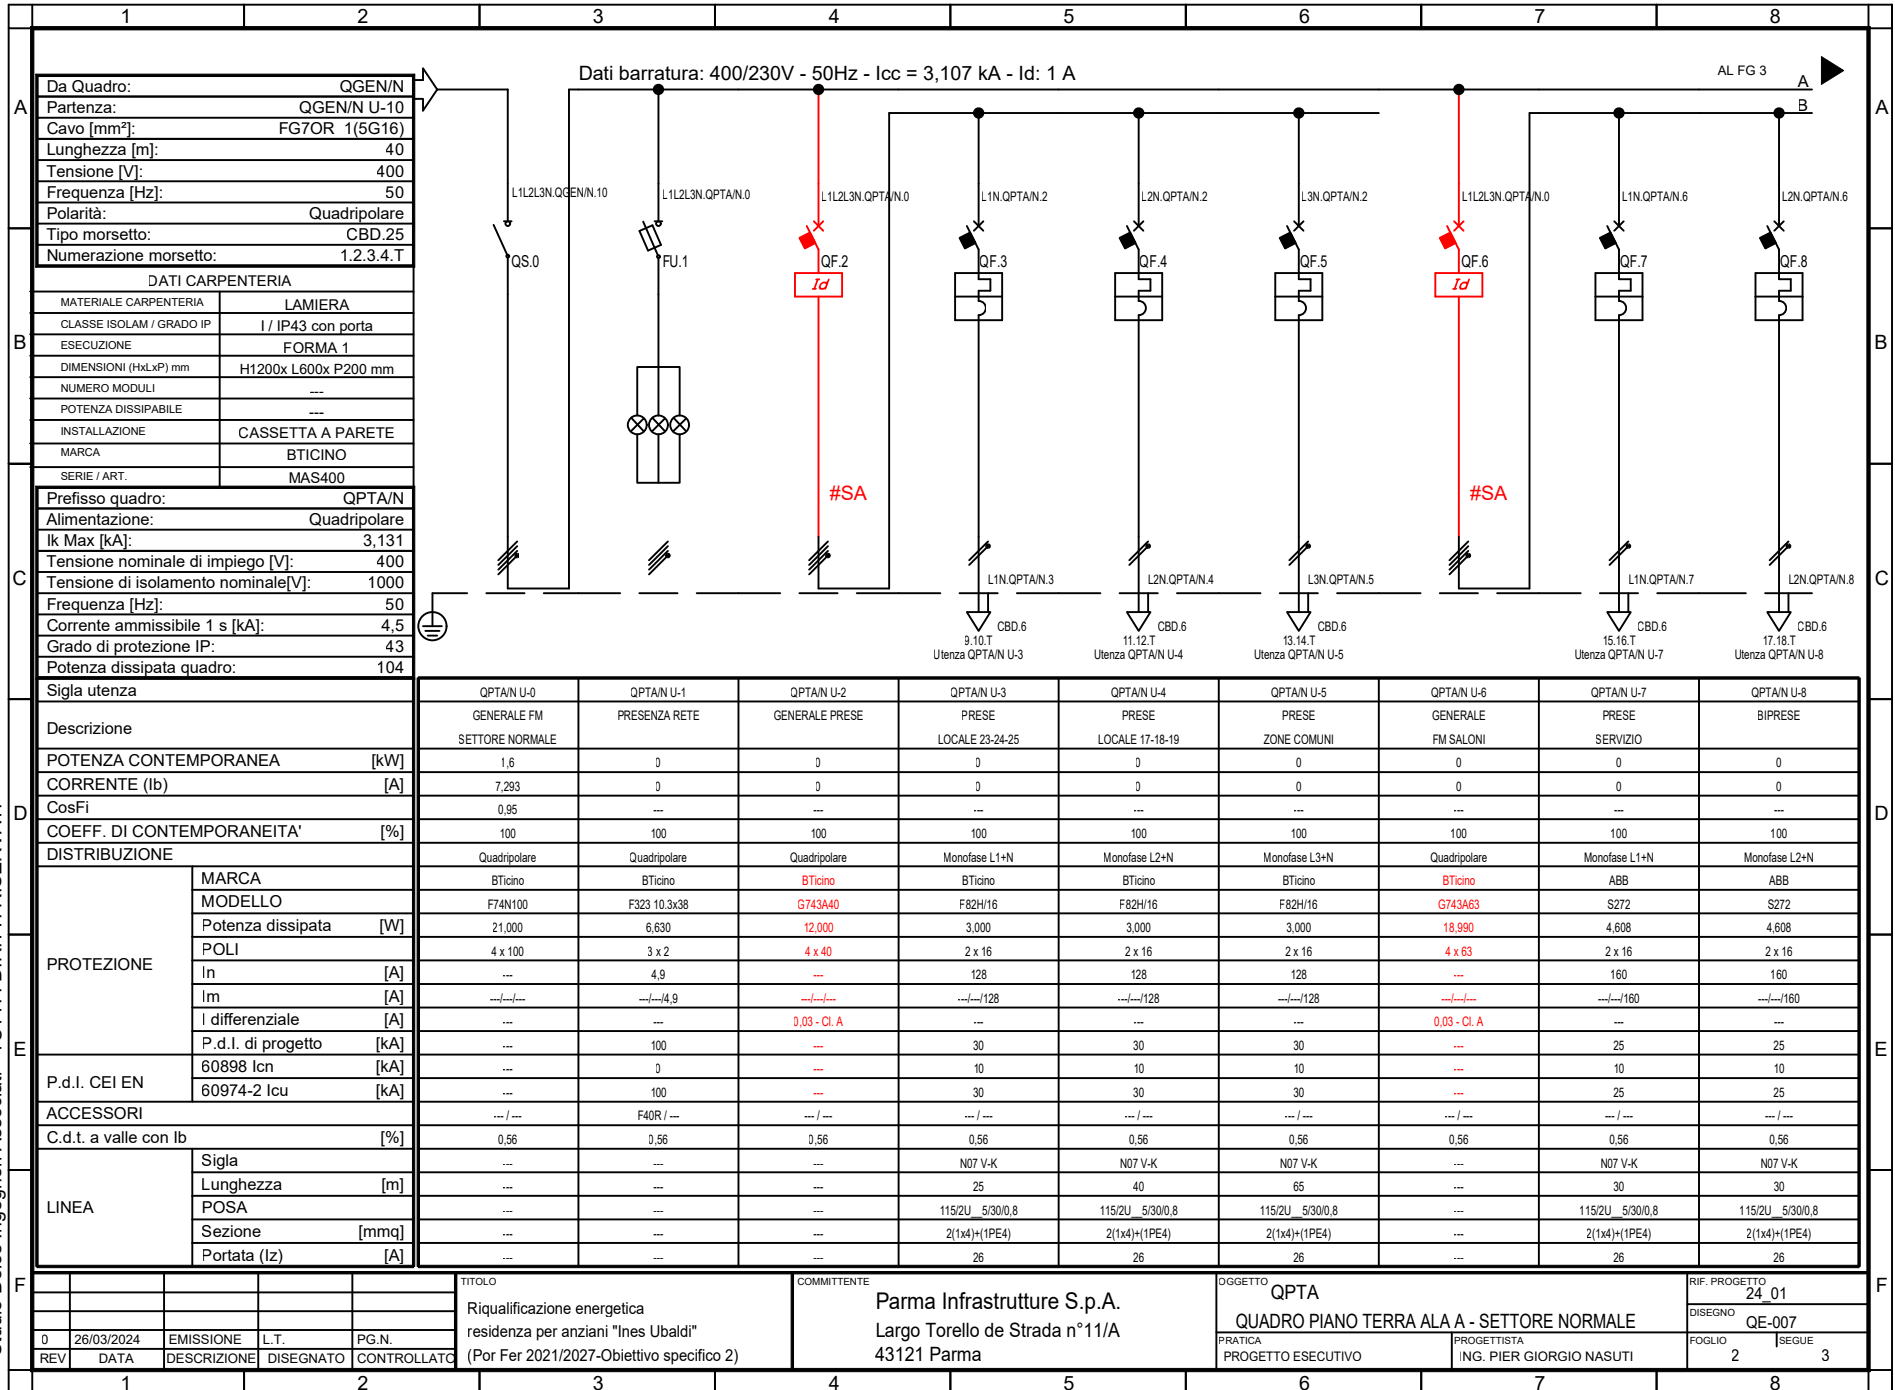 1 2 3 4 5 6 7 8
A B C D E F
Da Quadro: QGEN/N
Partenza: QGEN/N U-10
Cavo [mm²]: FG7OR 1(5G16)
Lunghezza [m]: 40
Tensione [V]: 400
Frequenza [Hz]: 50
Polarità: Quadripolare
Tipo morsetto: CBD.25
Numerazione morsetto: 1.2.3.4.T
DATI CARPENTERIA
MATERIALE CARPENTERIA LAMIERA
CLASSE ISOLAM / GRADO IP I / IP43 con porta
ESECUZIONE FORMA 1
DIMENSIONI (HxLxP) mm H1200x L600x P200 mm
NUMERO MODULI ---
POTENZA DISSIPABILE ---
INSTALLAZIONE CASSETTA A PARETE
MARCA BTICINO
SERIE / ART. MAS400
Prefisso quadro: QPTA/N
Alimentazione: Quadripolare
Ik Max [kA]: 3,131
Tensione nominale di impiego [V]: 400
Tensione di isolamento nominale[V]: 1000
Frequenza [Hz]: 50
Corrente ammissibile 1 s [kA]: 4,5
Grado di protezione IP: 43
Potenza dissipata quadro: 104
Dati barratura: 400/230V - 50Hz - Icc = 3,107 kA - Id: 1 A
AL FG 3
A
B
L1L2L3N.QGEN/N.10 L1L2L3N.QPTA/N.0 L1L2L3N.QPTA/N.0 L1N.QPTA/N.2 L2N.QPTA/N.2 L3N.QPTA/N.2 L1L2L3N.QPTA/N.0 L1N.QPTA/N.6 L2N.QPTA/N.6
QS.0 FU.1 QF.2 QF.3 QF.4 QF.5 QF.6 QF.7 QF.8
Id Id
#SA #SA
L1N.QPTA/N.3 L2N.QPTA/N.4 L3N.QPTA/N.5 L1N.QPTA/N.7 L2N.QPTA/N.8
CBD.6 CBD.6 CBD.6 CBD.6 CBD.6
9.10.T 11.12.T 13.14.T 15.16.T 17.18.T
Utenza QPTA/N U-3 Utenza QPTA/N U-4 Utenza QPTA/N U-5 Utenza QPTA/N U-7 Utenza QPTA/N U-8
Sigla utenza QPTA/N U-0 QPTA/N U-1 QPTA/N U-2 QPTA/N U-3 QPTA/N U-4 QPTA/N U-5 QPTA/N U-6 QPTA/N U-7 QPTA/N U-8
Descrizione GENERALE FM PRESENZA RETE GENERALE PRESE PRESE PRESE PRESE GENERALE PRESE BIPRESE
SETTORE NORMALE LOCALE 23-24-25 LOCALE 17-18-19 ZONE COMUNI FM SALONI SERVIZIO
POTENZA CONTEMPORANEA [kW] 1,6 0 0 0 0 0 0 0 0
CORRENTE (Ib) [A] 7,293 0 0 0 0 0 0 0 0
CosFi 0,95 --- --- --- --- --- --- --- ---
COEFF. DI CONTEMPORANEITA' [%] 100 100 100 100 100 100 100 100 100
DISTRIBUZIONE Quadripolare Quadripolare Quadripolare Monofase L1+N Monofase L2+N Monofase L3+N Quadripolare Monofase L1+N Monofase L2+N
PROTEZIONE
MARCA BTicino BTicino BTicino BTicino BTicino BTicino BTicino ABB ABB
MODELLO F74N100 F323 10.3x38 G743A40 F82H/16 F82H/16 F82H/16 G743A63 S272 S272
Potenza dissipata [W] 21,000 6,630 12,000 3,000 3,000 3,000 18,990 4,608 4,608
POLI 4 x 100 3 x 2 4 x 40 2 x 16 2 x 16 2 x 16 4 x 63 2 x 16 2 x 16
In [A] --- 4,9 --- 128 128 128 --- 160 160
Im [A] ---/---/--- ---/---/4,9 ---/---/--- ---/---/128 ---/---/128 ---/---/128 ---/---/--- ---/---/160 ---/---/160
I differenziale [A] --- --- 0,03 - Cl. A --- --- --- 0,03 - Cl. A --- ---
P.d.I. di progetto [kA] --- 100 --- 30 30 30 --- 25 25
P.d.I. CEI EN
60898 Icn [kA] --- 0 --- 10 10 10 --- 10 10
60974-2 Icu [kA] --- 100 --- 30 30 30 --- 25 25
ACCESSORI --- / --- F40R / --- --- / --- --- / --- --- / --- --- / --- --- / --- --- / --- --- / ---
C.d.t. a valle con Ib [%] 0,56 0,56 0,56 0,56 0,56 0,56 0,56 0,56 0,56
LINEA
Sigla --- --- --- N07 V-K N07 V-K N07 V-K --- N07 V-K N07 V-K
Lunghezza [m] --- --- --- 25 40 65 --- 30 30
POSA --- --- --- 115/2U__5/30/0,8 115/2U__5/30/0,8 115/2U__5/30/0,8 --- 115/2U__5/30/0,8 115/2U__5/30/0,8
Sezione [mmq] --- --- --- 2(1x4)+(1PE4) 2(1x4)+(1PE4) 2(1x4)+(1PE4) --- 2(1x4)+(1PE4) 2(1x4)+(1PE4)
Portata (Iz) [A] --- --- --- 26 26 26 --- 26 26
0 26/03/2024 EMISSIONE L.T. PG.N.
REV DATA DESCRIZIONE DISEGNATO CONTROLLATO
TITOLO
Riqualificazione energetica
residenza per anziani "Ines Ubaldi"
(Por Fer 2021/2027-Obiettivo specifico 2)
COMMITTENTE
Parma Infrastrutture S.p.A.
Largo Torello de Strada n°11/A
43121 Parma
OGGETTO
QPTA
QUADRO PIANO TERRA ALA A - SETTORE NORMALE
PRATICA
PROGETTO ESECUTIVO
PROGETTISTA
ING. PIER GIORGIO NASUTI
RIF. PROGETTO
24_01
DISEGNO
QE-007
FOGLIO
2
SEGUE
3
A B C D E F
1 2 3 4 5 6 7 8